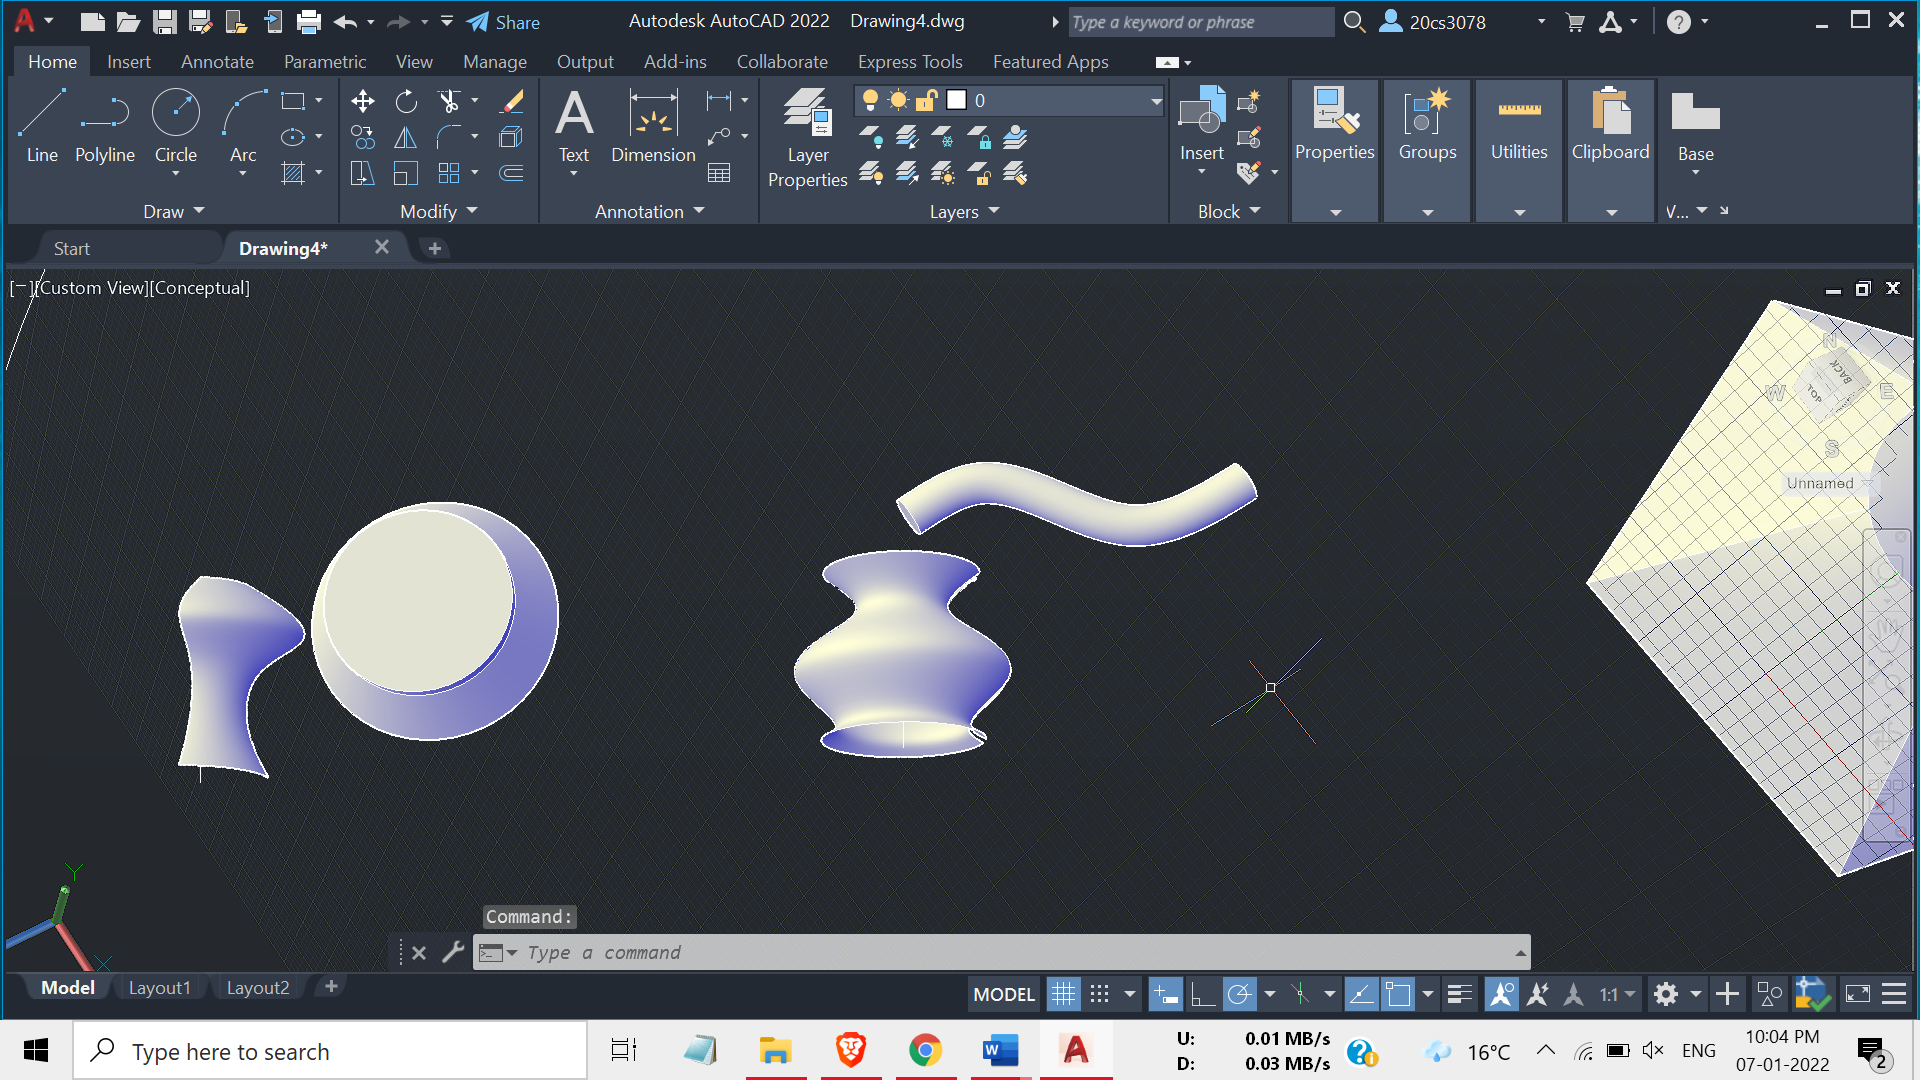 Share
Autodesk AutoCAD 2022 Drawing4.dwg
Type a keyword or phrase
20cs3078
Home Insert Annotate Parametric View Manage Output Add-ins Collaborate Express Tools Featured Apps
0
Line Polyline Circle Arc
Text Dimension
Layer
Properties
Insert
Properties Groups Utilities Clipboard
Base
Draw Modify Annotation Layers Block V...
Start Drawing4*
[−][Custom View][Conceptual]
N
W E
S
TOP
BACK
Unnamed
Y
X
Command:
Type a command
Model Layout1 Layout2
MODEL 1:1
Type here to search
U: 0.01 MB/s
D: 0.03 MB/s
16°C
ENG
10:04 PM
07-01-2022
2